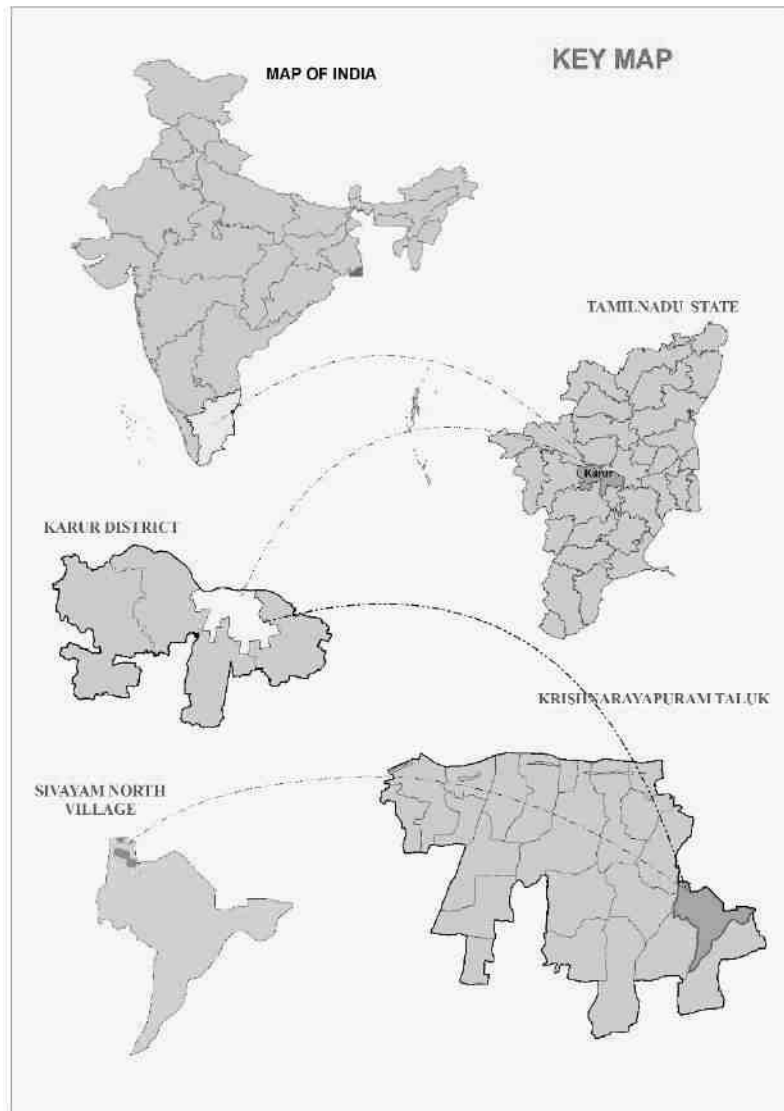 KEY MAP
MAP OF INDIA
TAMILNADU STATE
Karur
KARUR DISTRICT
KRISHNARAYAPURAM TALUK
SIVAYAM NORTH
VILLAGE